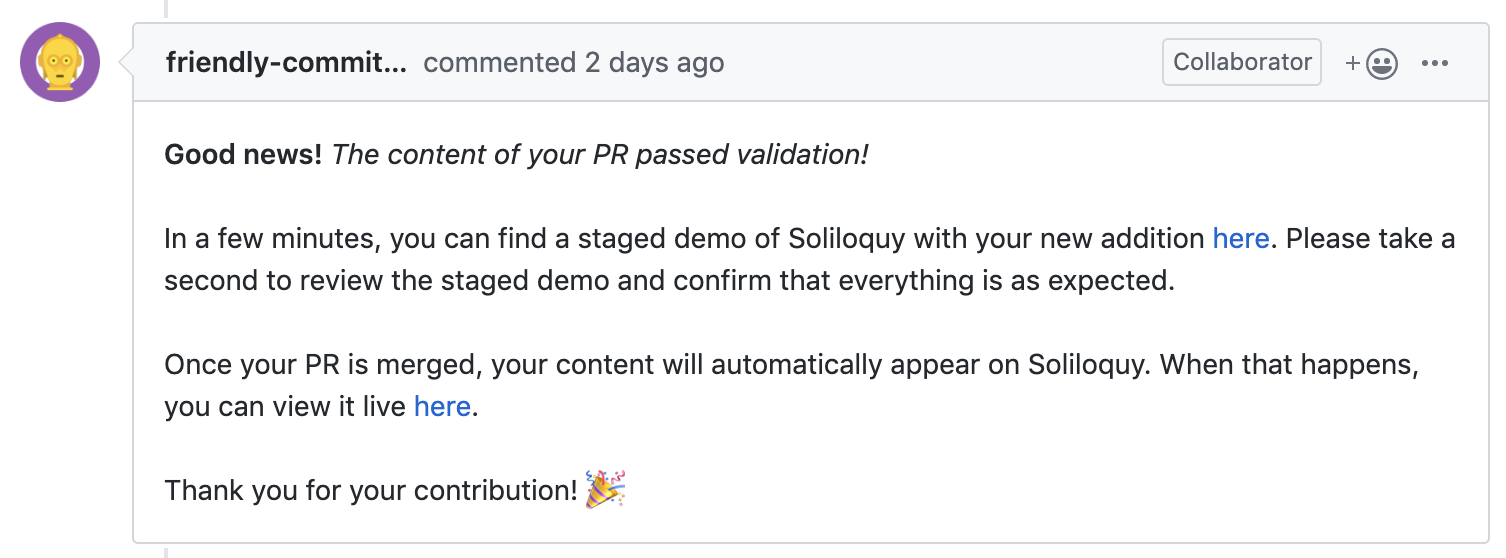 friendly-commit... commented 2 days ago Collaborator
Good news! The content of your PR passed validation!
In a few minutes, you can find a staged demo of Soliloquy with your new addition here. Please take a
second to review the staged demo and confirm that everything is as expected.
Once your PR is merged, your content will automatically appear on Soliloquy. When that happens,
you can view it live here.
Thank you for your contribution! 🎉